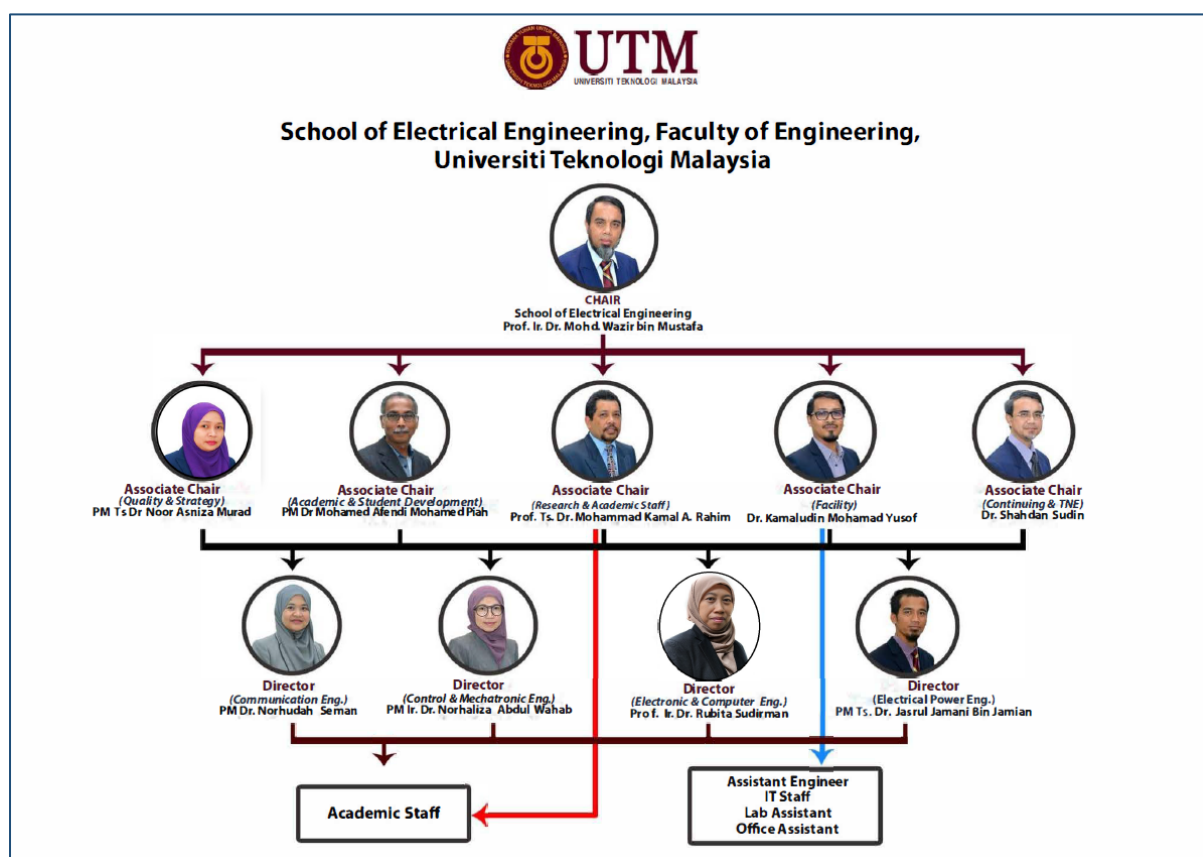 UTM
UNIVERSITI TEKNOLOGI MALAYSIA
School of Electrical Engineering, Faculty of Engineering,
Universiti Teknologi Malaysia
CHAIR
School of Electrical Engineering
Prof. Ir. Dr. Mohd. Wazir bin Mustafa
Associate Chair
(Quality & Strategy)
PM Ts Dr Noor Asniza Murad
Associate Chair
(Academic & Student Development)
PM Dr Mohamed Afendi Mohamed Piah
Associate Chair
(Research & Academic Staff)
Prof. Ts. Dr. Mohammad Kamal A. Rahim
Associate Chair
(Facility)
Dr. Kamaludin Mohamad Yusof
Associate Chair
(Continuing & TNE)
Dr. Shahdan Sudin
Director
(Communication Eng.)
PM Dr. Norhudah Seman
Director
(Control & Mechatronic Eng.)
PM Ir. Dr. Norhaliza Abdul Wahab
Director
(Electronic & Computer Eng.)
Prof. Ir. Dr. Rubita Sudirman
Director
(Electrical Power Eng.)
PM Ts. Dr. Jasrul Jamani Bin Jamian
Academic Staff
Assistant Engineer
IT Staff
Lab Assistant
Office Assistant